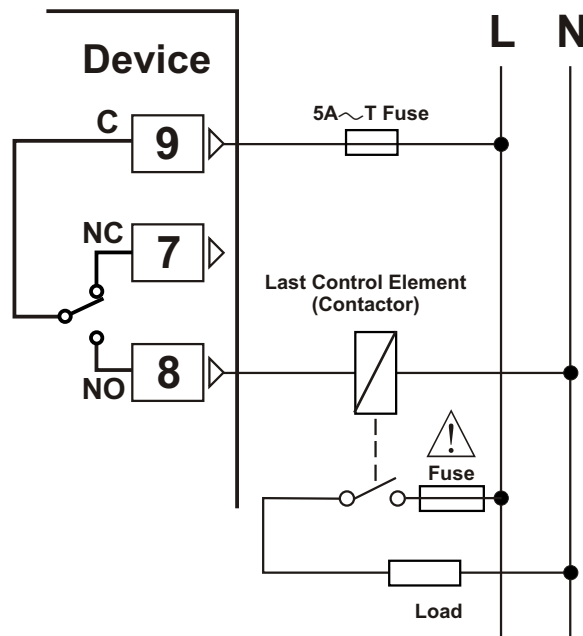 L N
Device
5A～T Fuse
C
9
NC
7
Last Control Element
(Contactor)
8
NO
!
Fuse
Load